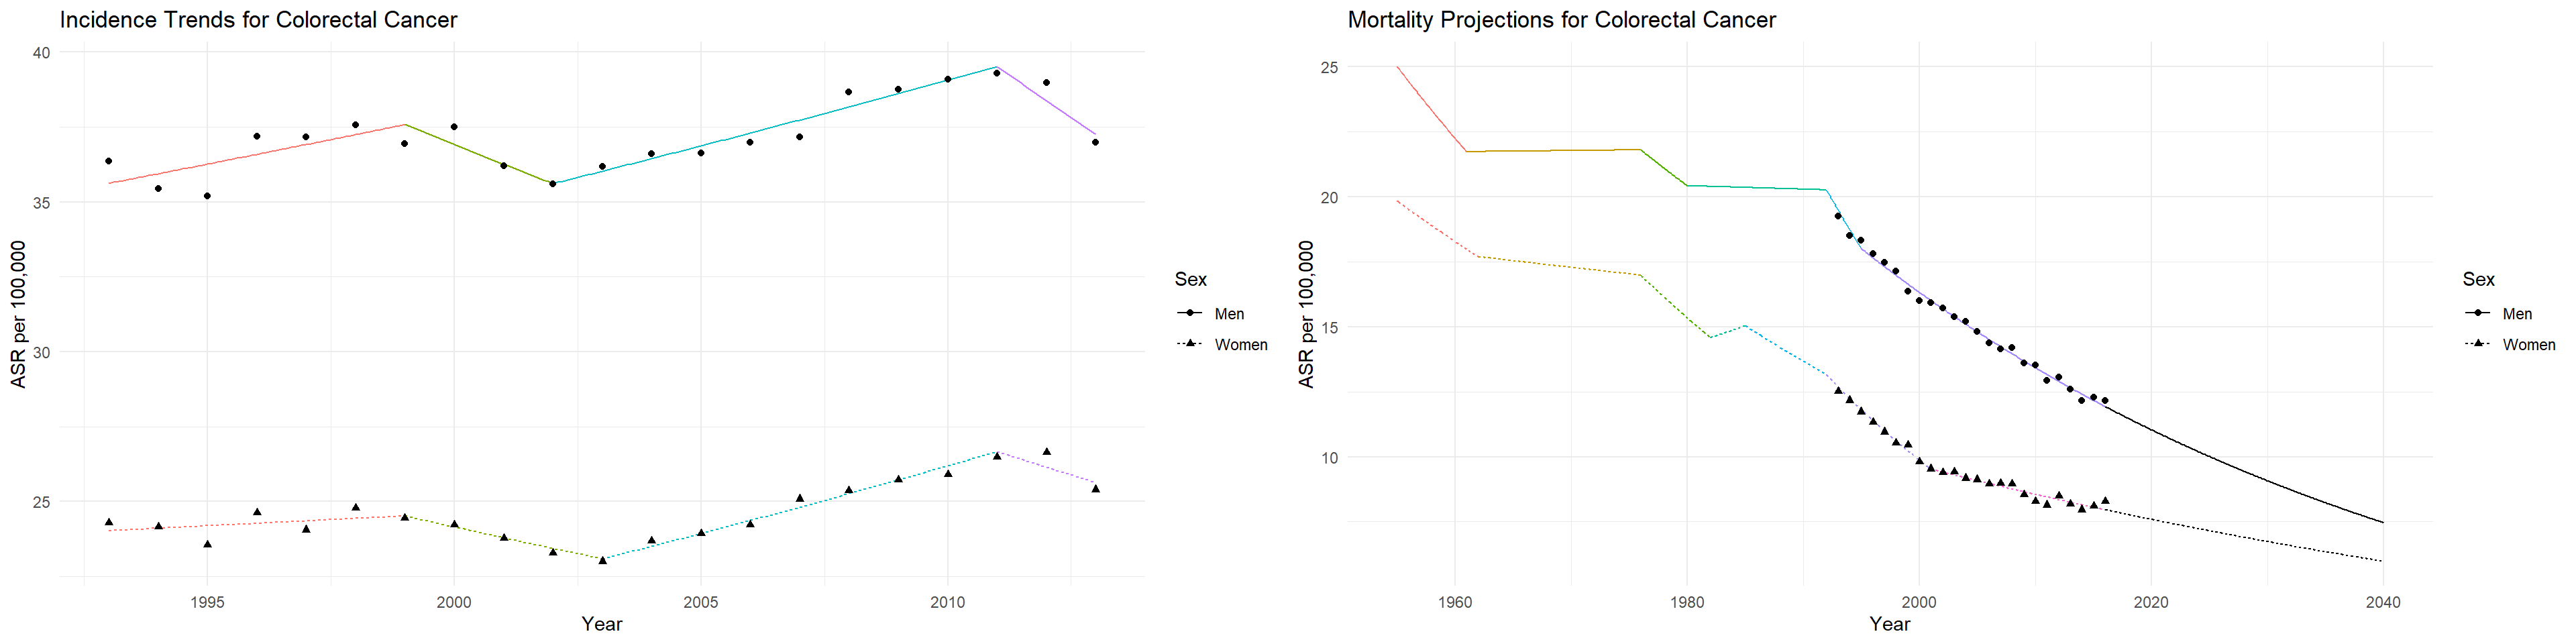 Incidence Trends for Colorectal Cancer
40
35
30
25
ASR per 100,000
1995
2000
2005
2010
Year
Sex
Men
Women
Mortality Projections for Colorectal Cancer
25
20
15
10
ASR per 100,000
1960
1980
2000
2020
2040
Year
Sex
Men
Women